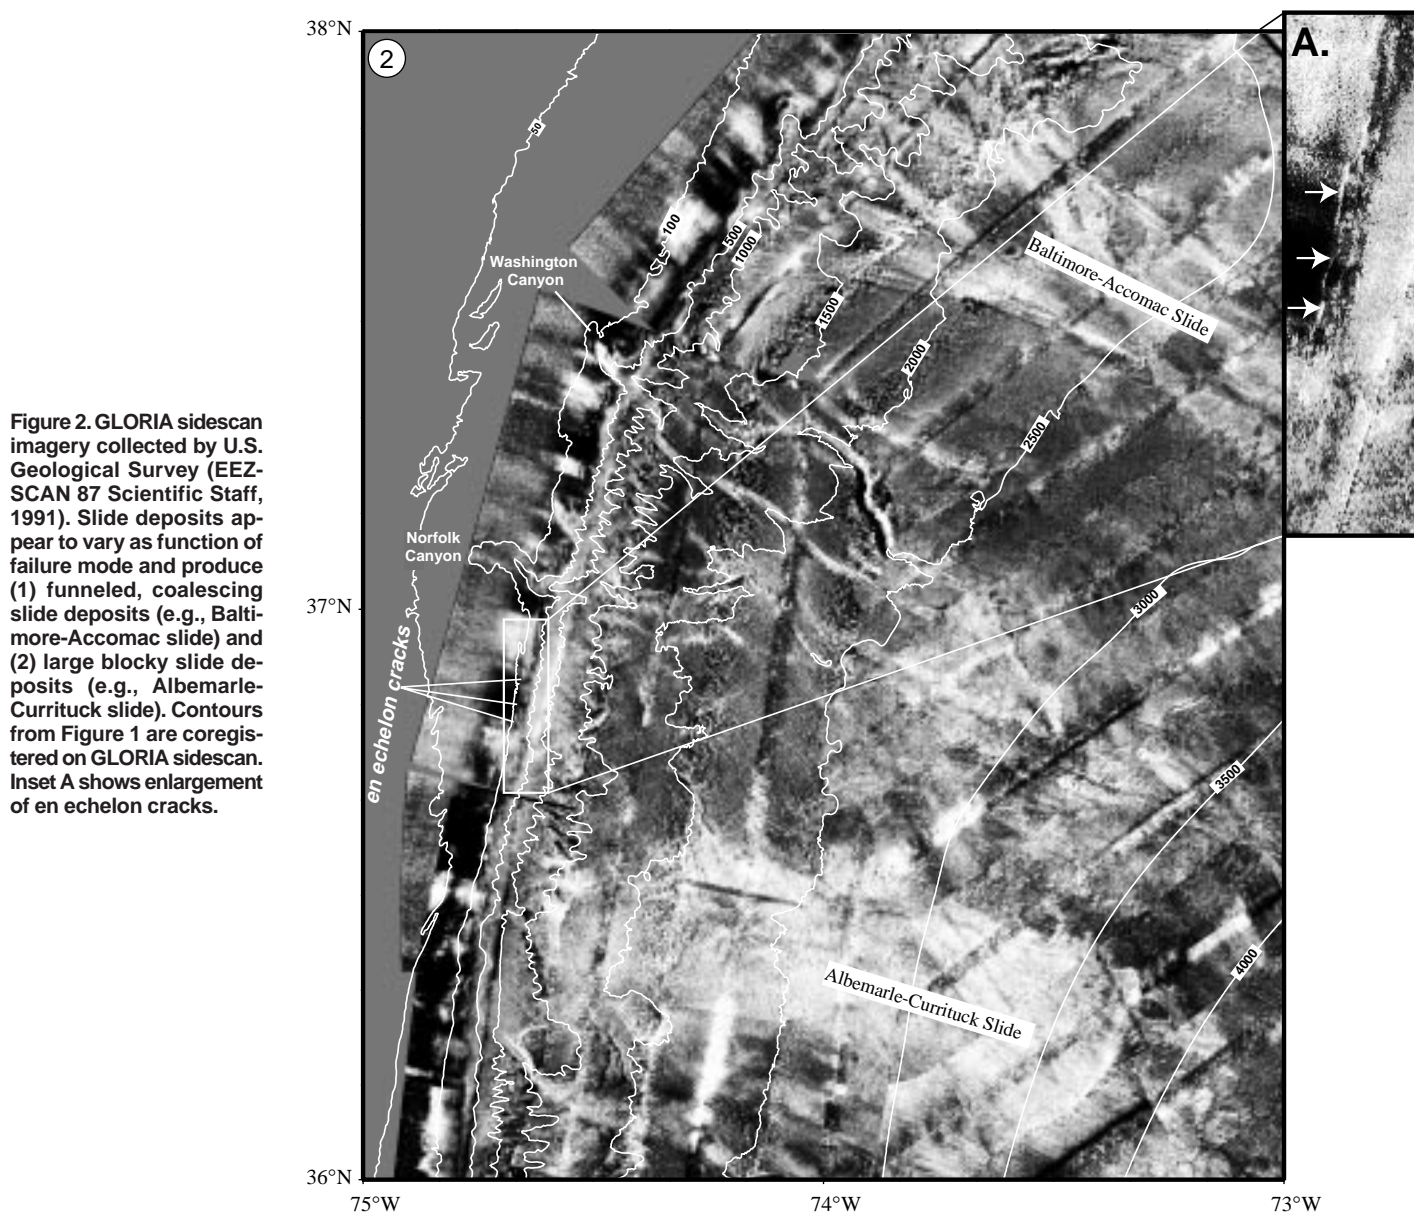 38°N
2
A.
50
100
500
1000
Washington
Canyon
Baltimore-Accomac Slide
1500
2000
2500
Figure 2. GLORIA sidescan
imagery collected by U.S.
Geological Survey (EEZ-
SCAN 87 Scientific Staff,
1991). Slide deposits ap-
pear to vary as function of
failure mode and produce
(1) funneled, coalescing
slide deposits (e.g., Balti-
more-Accomac slide) and
(2) large blocky slide de-
posits (e.g., Albemarle-
Currituck slide). Contours
from Figure 1 are coregis-
tered on GLORIA sidescan.
Inset A shows enlargement
of en echelon cracks.
Norfolk
Canyon
37°N
3000
en echelon cracks
3500
4000
Albemarle-Currituck Slide
36°N
75°W
74°W
73°W